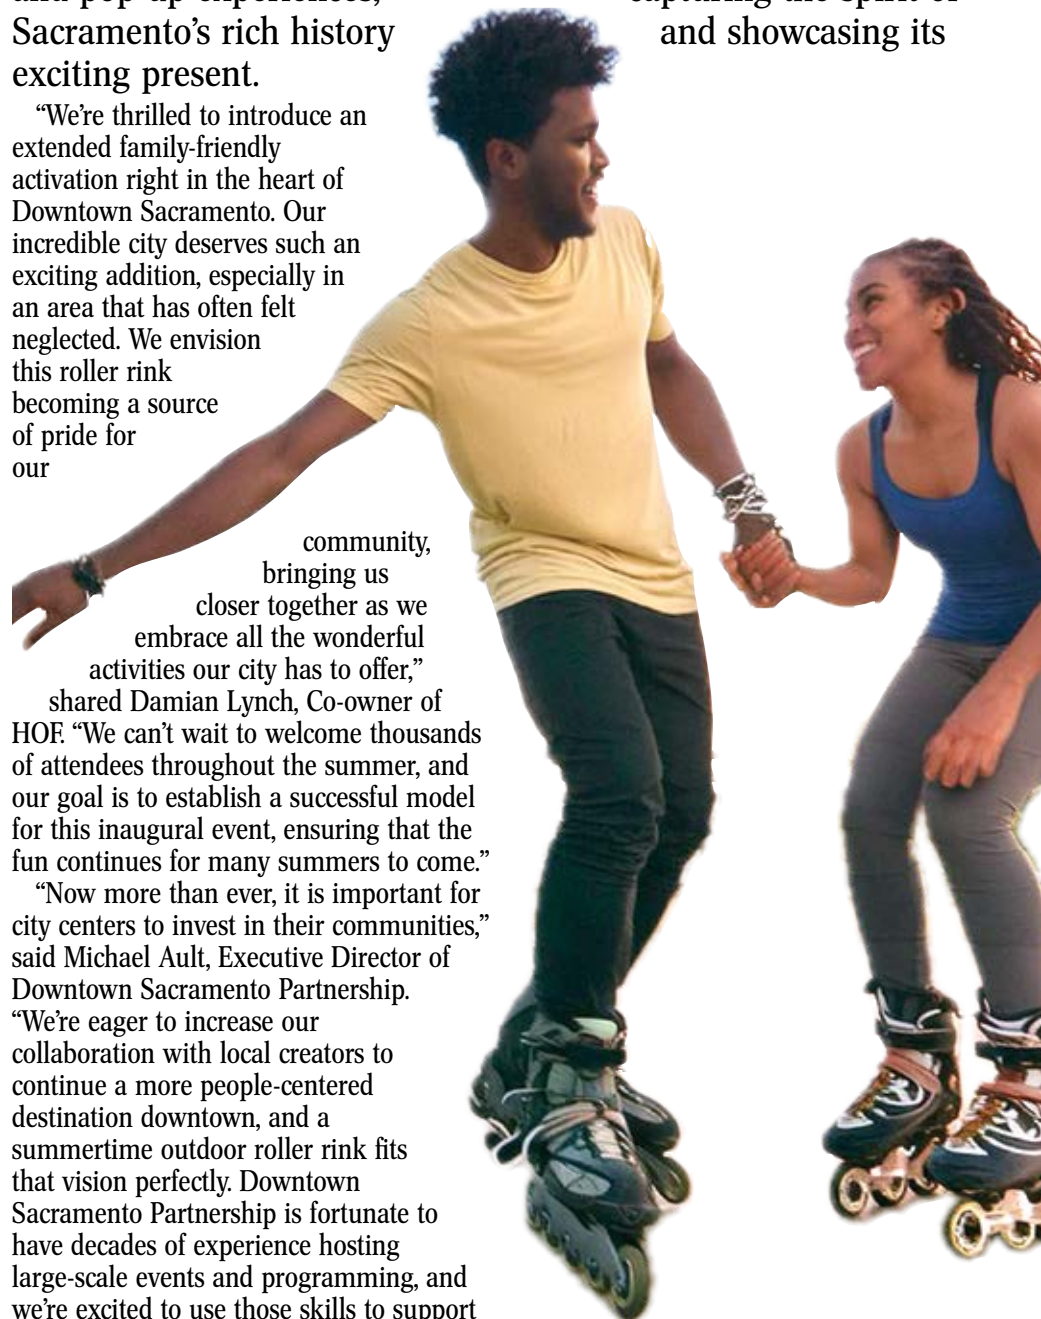 and pop-up experiences,
capturing the spirit of
Sacramento's rich history
and showcasing its
exciting present.
“We’re thrilled to introduce an
extended family-friendly
activation right in the heart of
Downtown Sacramento. Our
incredible city deserves such an
exciting addition, especially in
an area that has often felt
neglected. We envision
this roller rink
becoming a source
of pride for
our
community,
bringing us
closer together as we
embrace all the wonderful
activities our city has to offer,”
shared Damian Lynch, Co-owner of
HOF. “We can’t wait to welcome thousands
of attendees throughout the summer, and
our goal is to establish a successful model
for this inaugural event, ensuring that the
fun continues for many summers to come.”
“Now more than ever, it is important for
city centers to invest in their communities,”
said Michael Ault, Executive Director of
Downtown Sacramento Partnership.
“We’re eager to increase our
collaboration with local creators to
continue a more people-centered
destination downtown, and a
summertime outdoor roller rink fits
that vision perfectly. Downtown
Sacramento Partnership is fortunate to
have decades of experience hosting
large-scale events and programming, and
we’re excited to use those skills to support